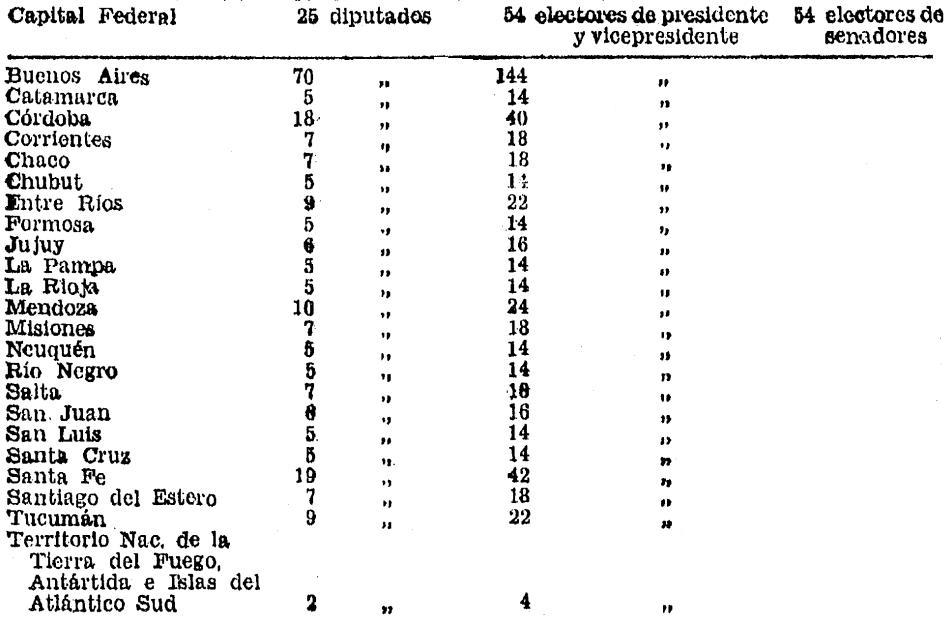 Capital Federal 25 diputados 54 electores de presidente 54 electores de
y vicepresidente senadores
Buenos Aires 70 „ 144 „
Catamarca 5 „ 14 „
Córdoba 18 „ 40 „
Corrientes 7 „ 18 „
Chaco 7 „ 18 „
Chubut 5 „ „
Entre Ríos 9 „ 22 „
Formosa 5 „ 14 „
Jujuy 6 „ 16 „
La Pampa 5 „ 14 „
La Rioja 5 „ 14 „
Mendoza 10 „ 24 „
Misiones 7 „ 18 „
Neuquén 5 „ 14 „
Río Negro 5 „ 14 „
Salta 7 „ 18 „
San Juan 6 „ 16 „
San Luis 5 „ 14 „
Santa Cruz 5 „ 14 „
Santa Fe 19 „ 42 „
Santiago del Estero 7 „ 18 „
Tucumán 9 „ 22 „
Territorio Nac. de la
Tierra del Fuego,
Antártida e Islas del
Atlántico Sud 2 „ 4 „